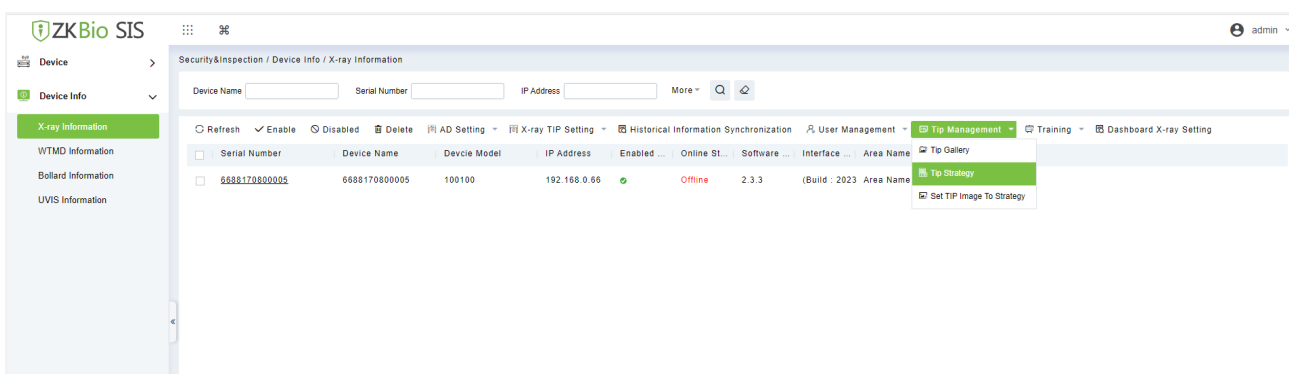 ZKBio SIS
admin
Device
Security&Inspection / Device Info / X-ray Information
Device Info
Device Name Serial Number IP Address More
X-ray Information
Refresh Enable Disabled Delete AD Setting X-ray TIP Setting Historical Information Synchronization User Management Tip Management Training Dashboard X-ray Setting
WTMD Information
Serial Number Device Name Devcie Model IP Address Enabled ... Online St... Software ... Interface ... Area Name
Tip Gallery
Bollard Information
6688170800005 6688170800005 100100 192.168.0.66 Offline 2.3.3 (Build : 2023 Area Name
Tip Strategy
UVIS Information
Set TIP Image To Strategy